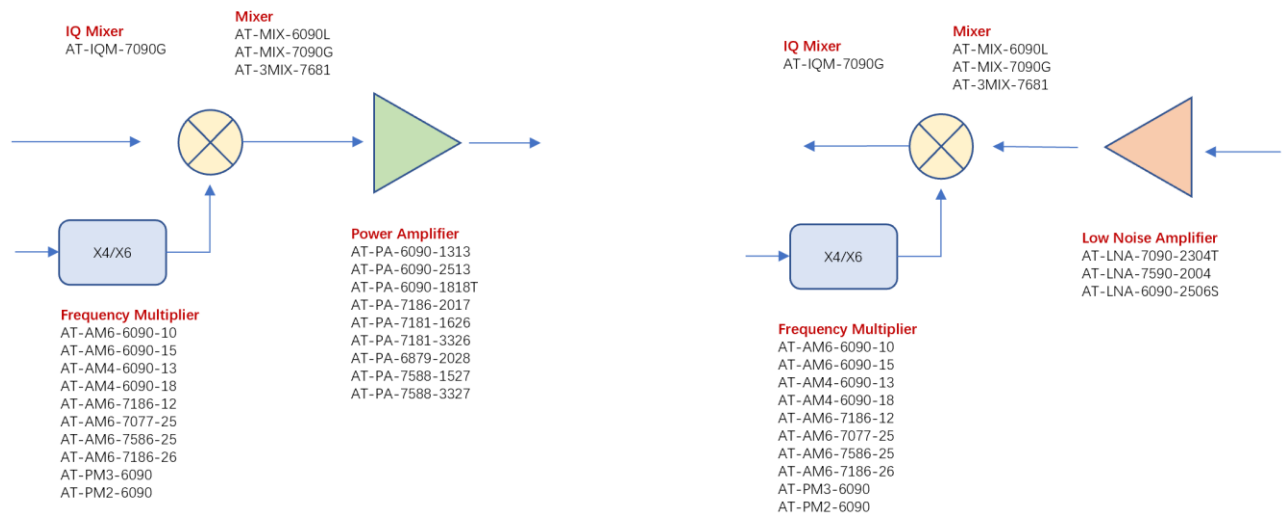 IQ Mixer
AT-IQM-7090G
Mixer
AT-MIX-6090L
AT-MIX-7090G
AT-3MIX-7681
X4/X6
Frequency Multiplier
AT-AM6-6090-10
AT-AM6-6090-15
AT-AM4-6090-13
AT-AM4-6090-18
AT-AM6-7186-12
AT-AM6-7077-25
AT-AM6-7586-25
AT-AM6-7186-26
AT-PM3-6090
AT-PM2-6090
Power Amplifier
AT-PA-6090-1313
AT-PA-6090-2513
AT-PA-6090-1818T
AT-PA-7186-2017
AT-PA-7181-1626
AT-PA-7181-3326
AT-PA-6879-2028
AT-PA-7588-1527
AT-PA-7588-3327
IQ Mixer
AT-IQM-7090G
Mixer
AT-MIX-6090L
AT-MIX-7090G
AT-3MIX-7681
X4/X6
Frequency Multiplier
AT-AM6-6090-10
AT-AM6-6090-15
AT-AM4-6090-13
AT-AM4-6090-18
AT-AM6-7186-12
AT-AM6-7077-25
AT-AM6-7586-25
AT-AM6-7186-26
AT-PM3-6090
AT-PM2-6090
Low Noise Amplifier
AT-LNA-7090-2304T
AT-LNA-7590-2004
AT-LNA-6090-2506S